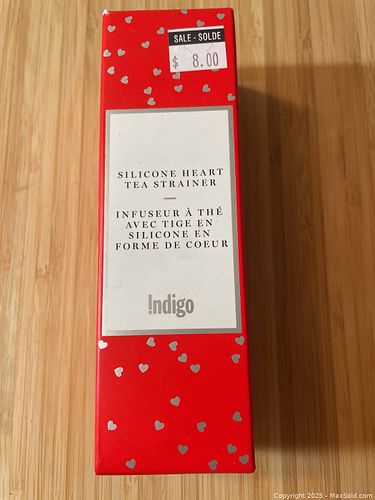 SALE - SOLDE
$ 8.00
SILICONE HEART
TEA STRAINER
INFUSEUR À THÉ
AVEC TIGE EN
SILICONE EN
FORME DE COEUR
!ndigo
Copyright 2025 - MaxSold.com